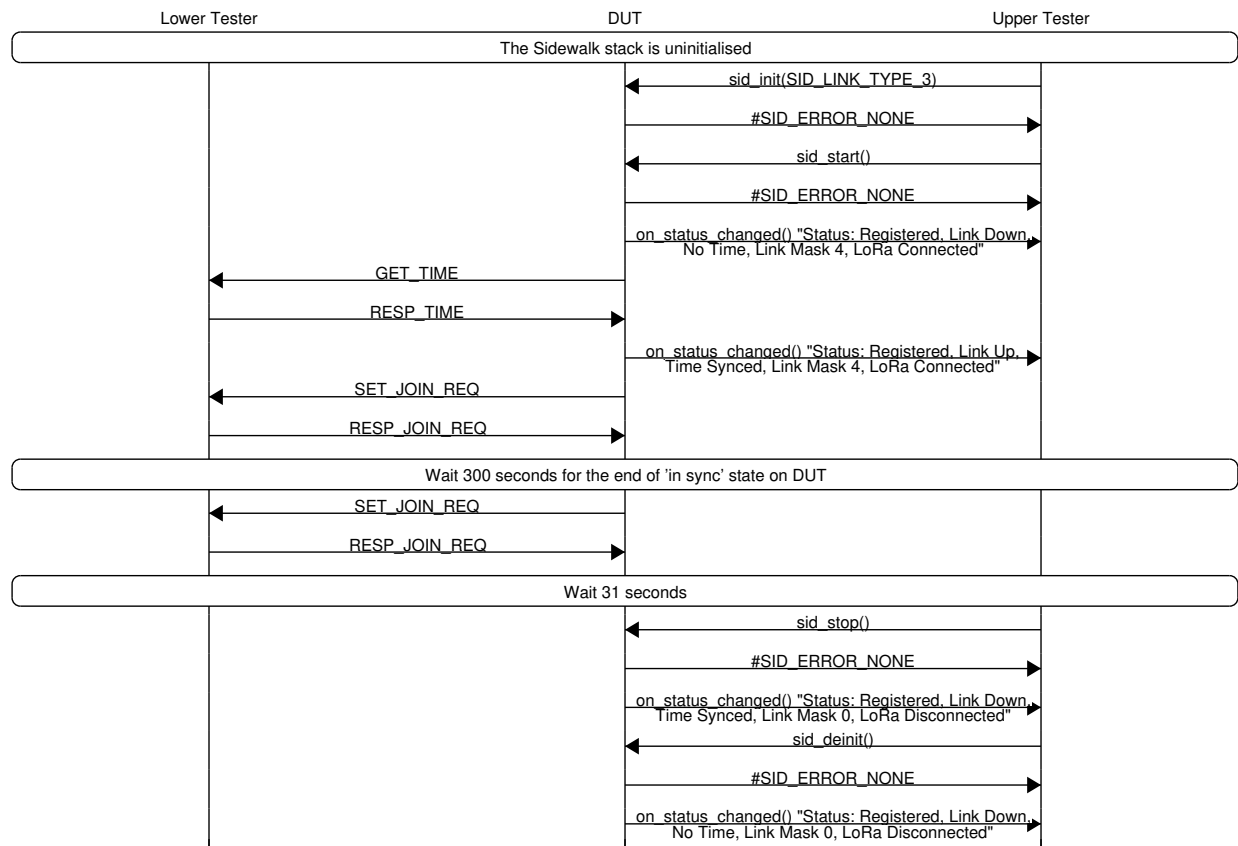 Lower Tester DUT Upper Tester
The Sidewalk stack is uninitialised
sid_init(SID_LINK_TYPE_3)
#SID_ERROR_NONE
sid_start()
#SID_ERROR_NONE
on_status_changed() "Status: Registered, Link Down,
No Time, Link Mask 4, LoRa Connected"
GET_TIME
RESP_TIME
on_status_changed() "Status: Registered, Link Up,
Time Synced, Link Mask 4, LoRa Connected"
SET_JOIN_REQ
RESP_JOIN_REQ
Wait 300 seconds for the end of 'in sync' state on DUT
SET_JOIN_REQ
RESP_JOIN_REQ
Wait 31 seconds
sid_stop()
#SID_ERROR_NONE
on_status_changed() "Status: Registered, Link Down,
Time Synced, Link Mask 0, LoRa Disconnected"
sid_deinit()
#SID_ERROR_NONE
on_status_changed() "Status: Registered, Link Down,
No Time, Link Mask 0, LoRa Disconnected"